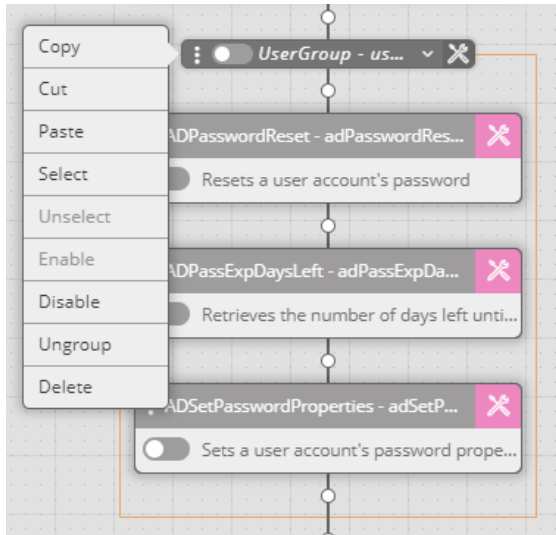 Copy
Cut
Paste
Select
Unselect
Enable
Disable
Ungroup
Delete
UserGroup - us...
ADPasswordReset - adPasswordRes...
Resets a user account's password
ADPassExpDaysLeft - adPassExpDa...
Retrieves the number of days left unti...
ADSetPasswordProperties - adSetP...
Sets a user account's password prope...